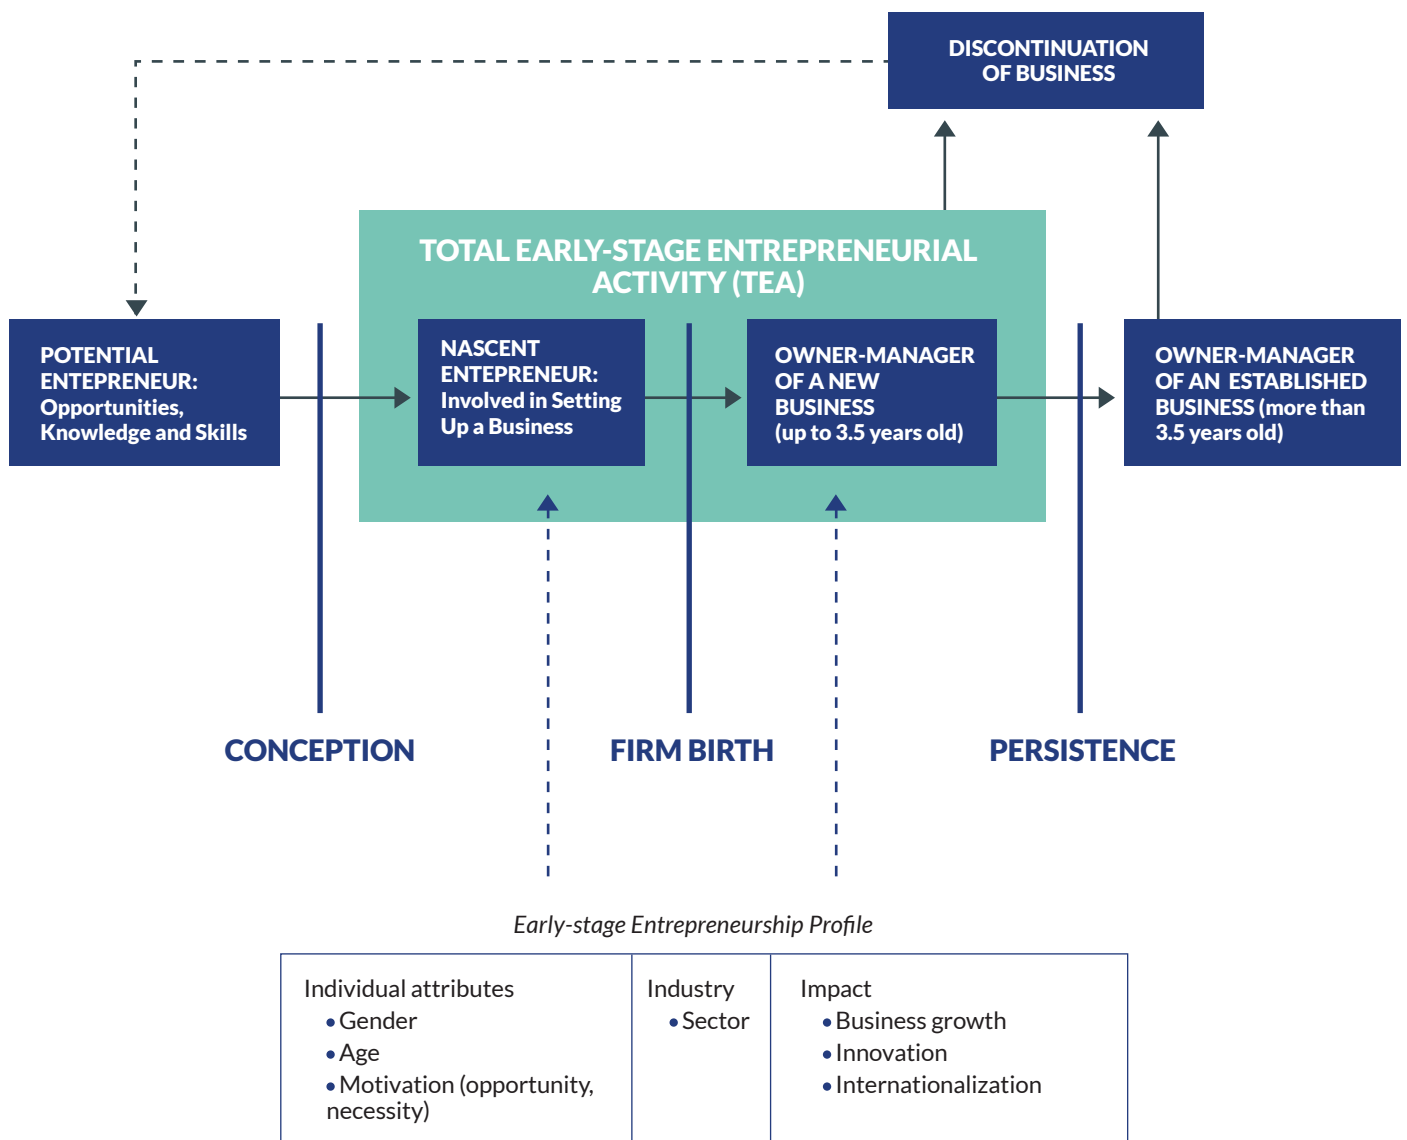 DISCONTINUATION
OF BUSINESS
TOTAL EARLY-STAGE ENTREPRENEURIAL
ACTIVITY (TEA)
POTENTIAL
ENTEPRENEUR:
Opportunities,
Knowledge and Skills
NASCENT
ENTEPRENEUR:
Involved in Setting
Up a Business
OWNER-MANAGER
OF A NEW
BUSINESS
(up to 3.5 years old)
OWNER-MANAGER
OF AN ESTABLISHED
BUSINESS (more than
3.5 years old)
CONCEPTION
FIRM BIRTH
PERSISTENCE
Early-stage Entrepreneurship Profile
Individual attributes
• Gender
• Age
• Motivation (opportunity,
necessity)
Industry
• Sector
Impact
• Business growth
• Innovation
• Internationalization